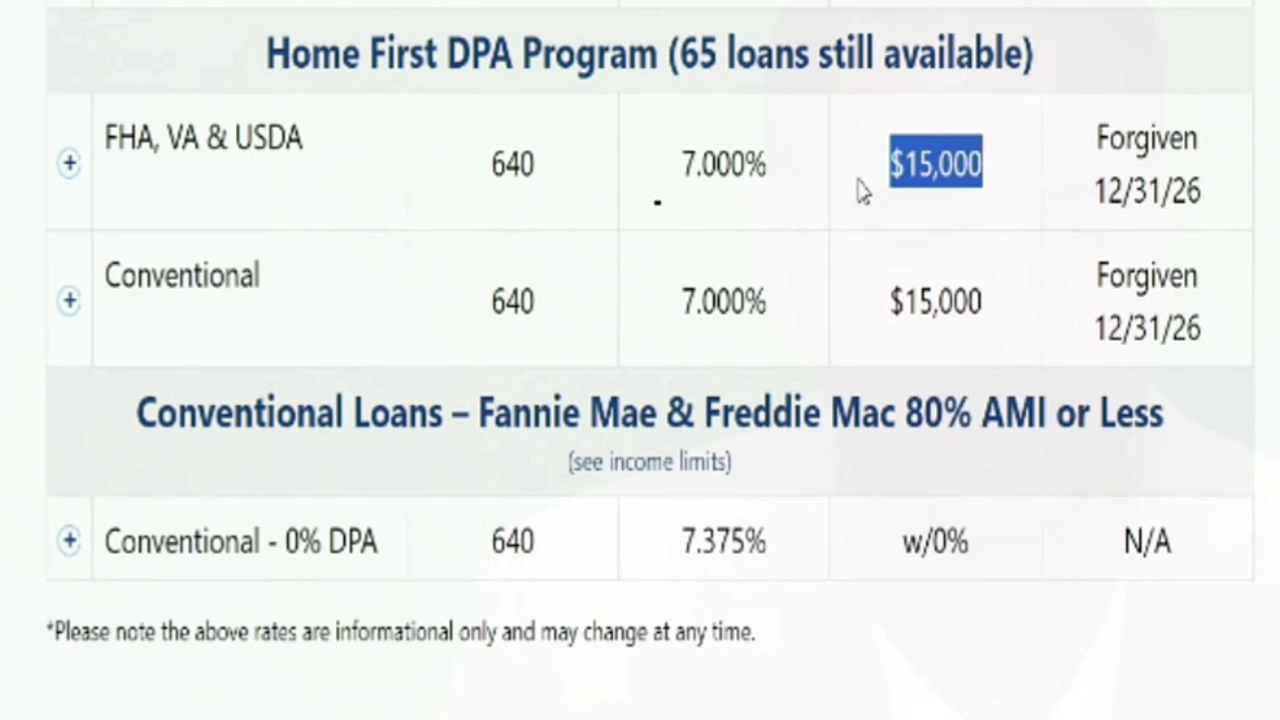 Home First DPA Program (65 loans still available)
FHA, VA & USDA
640
7.000%
$15,000
Forgiven
12/31/26
Conventional
640
7.000%
$15,000
Forgiven
12/31/26
Conventional Loans – Fannie Mae & Freddie Mac 80% AMI or Less
(see income limits)
Conventional - 0% DPA
640
7.375%
w/0%
N/A
*Please note the above rates are informational only and may change at any time.